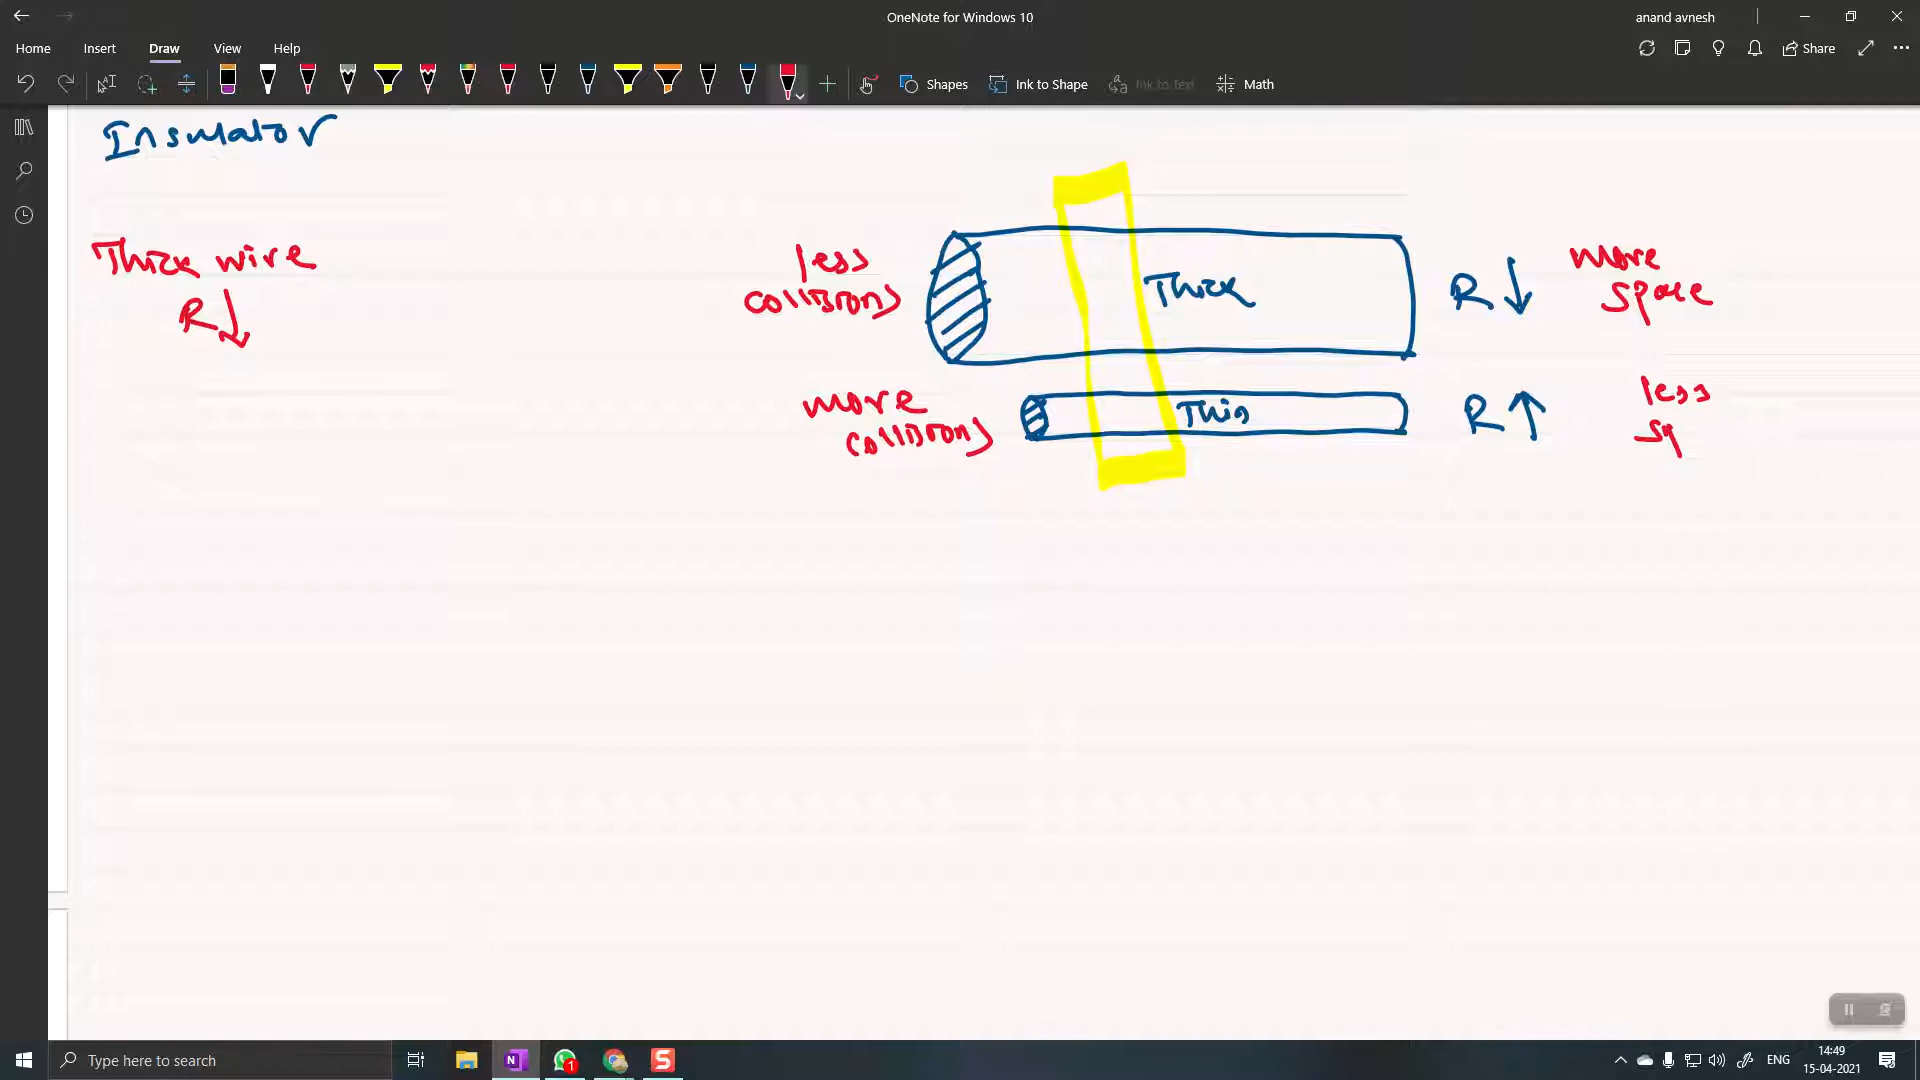 OneNote for Windows 10
anand avnesh
Home Insert Draw View Help
Share
Shapes Ink to Shape Ink to Text Math
Insulator
Thick wire
R↓
less
collisions
Thick
R↓
more
space
more
collisions
Thin
R↑
less
sp
Type here to search
1
ENG
14:49
15-04-2021